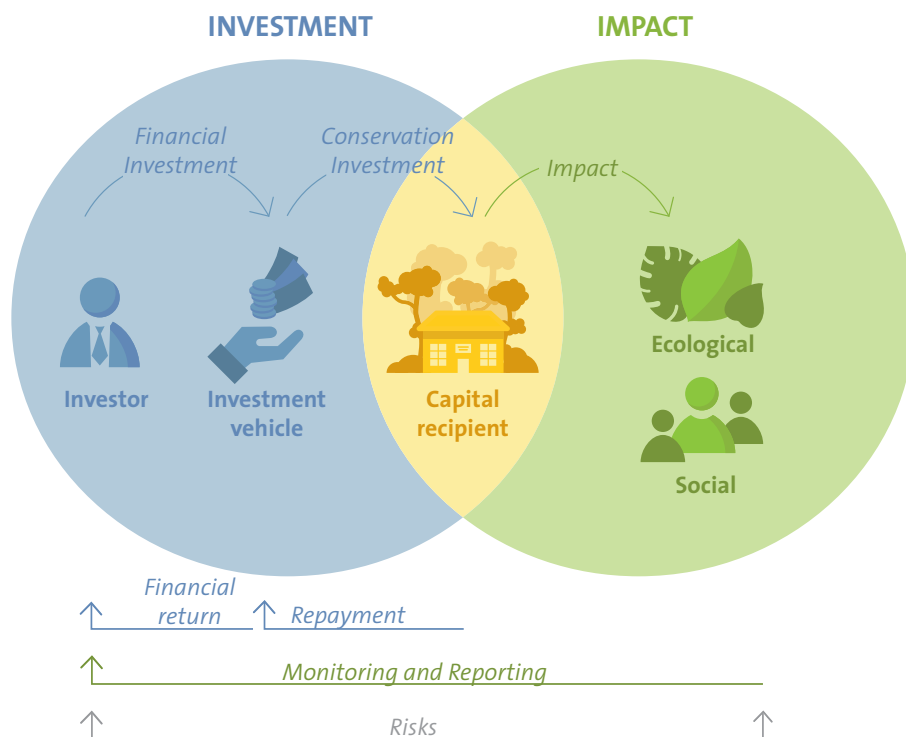 INVESTMENT
IMPACT
Financial
Investment
Conservation
Investment
Impact
Investor
Investment
vehicle
Capital
recipient
Ecological
Social
Financial
return
Repayment
Monitoring and Reporting
Risks